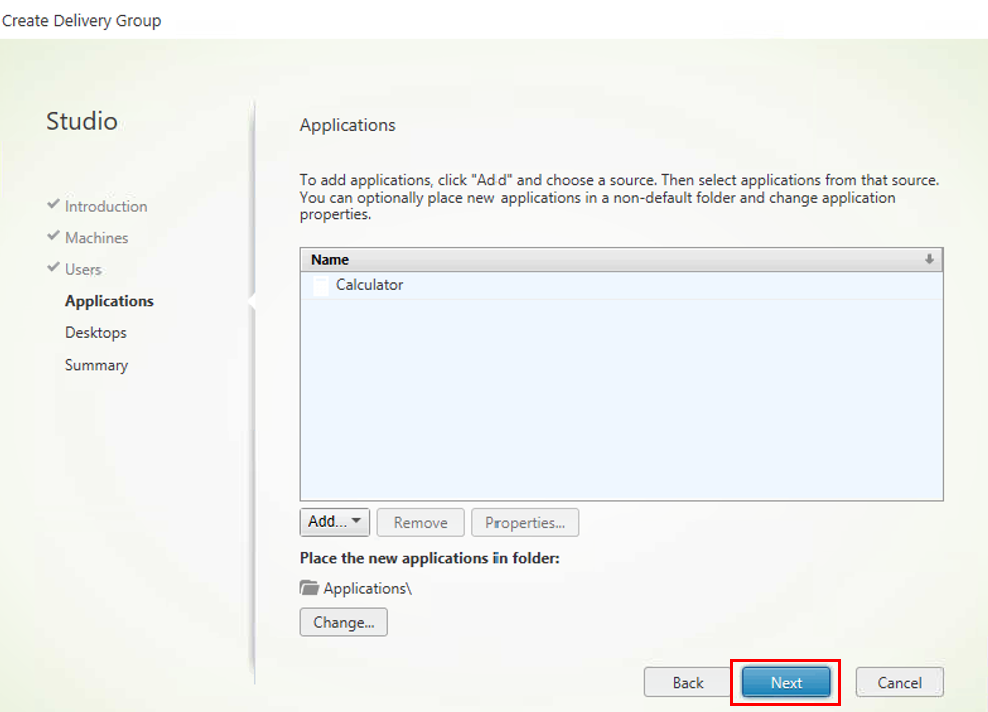 Create Delivery Group
Studio
Introduction
Machines
Users
Applications
Desktops
Summary
Applications
To add applications, click "Add" and choose a source. Then select applications from that source.
You can optionally place new applications in a non-default folder and change application
properties.
Name
Calculator
Add...
Remove
Properties...
Place the new applications in folder:
Applications\
Change...
Back
Next
Cancel